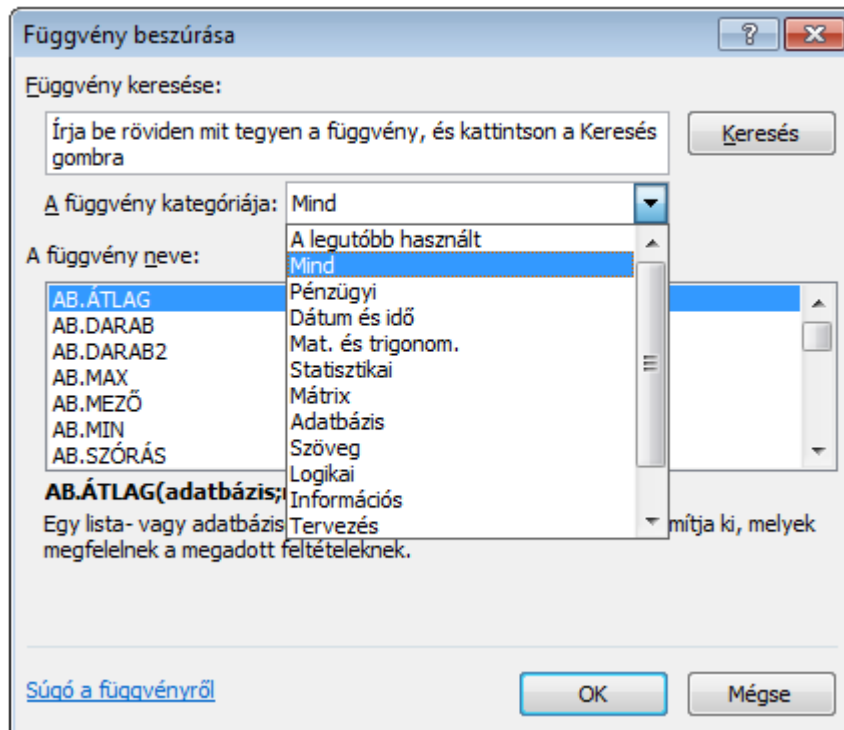 Függvény beszúrása
Függvény keresése:
Írja be röviden mit tegyen a függvény, és kattintson a Keresés
gombra
Keresés
A függvény kategóriája:
Mind
A legutóbb használt
Mind
Pénzügyi
Dátum és idő
Mat. és trigonom.
Statisztikai
Mátrix
Adatbázis
Szöveg
Logikai
Információs
Tervezés
A függvény neve:
AB.ÁTLAG
AB.DARAB
AB.DARAB2
AB.MAX
AB.MEZŐ
AB.MIN
AB.SZÓRÁS
AB.ÁTLAG(adatbázis;
Egy lista- vagy adatbázis mítja ki, melyek
megfelelnek a megadott feltételeknek.
Súgó a függvényről
OK
Mégse